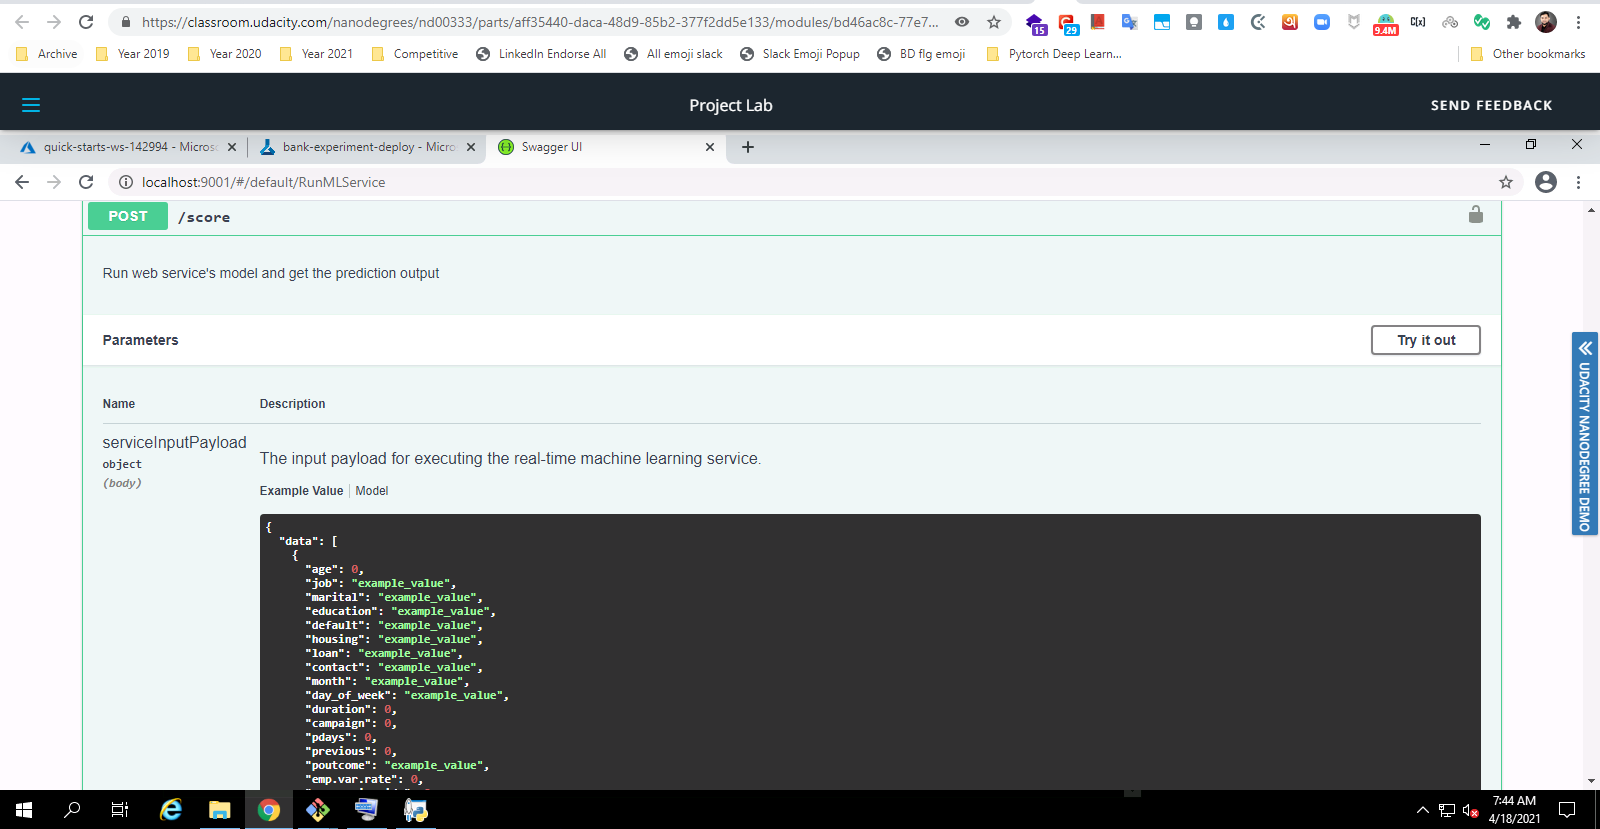 https://classroom.udacity.com/nanodegrees/nd00333/parts/aff35440-daca-48d9-85b2-377f2dd5e133/modules/bd46ac8c-77e7...
15
29
9.4M
Archive
Year 2019
Year 2020
Year 2021
Competitive
LinkedIn Endorse All
All emoji slack
Slack Emoji Popup
BD flg emoji
Pytorch Deep Learn...
Other bookmarks
Project Lab
SEND FEEDBACK
quick-starts-ws-142994 - Micros
bank-experiment-deploy - Micro
Swagger UI
localhost:9001/#/default/RunMLService
POST /score
Run web service's model and get the prediction output
Parameters
Try it out
Name Description
serviceInputPayload
object
(body)
The input payload for executing the real-time machine learning service.
Example Value Model
{
"data": [
{
"age": 0,
"job": "example_value",
"marital": "example_value",
"education": "example_value",
"default": "example_value",
"housing": "example_value",
"loan": "example_value",
"contact": "example_value",
"month": "example_value",
"day_of_week": "example_value",
"duration": 0,
"campaign": 0,
"pdays": 0,
"previous": 0,
"poutcome": "example_value",
"emp.var.rate": 0,
UDACITY NANODEGREE DEMO
7:44 AM
4/18/2021